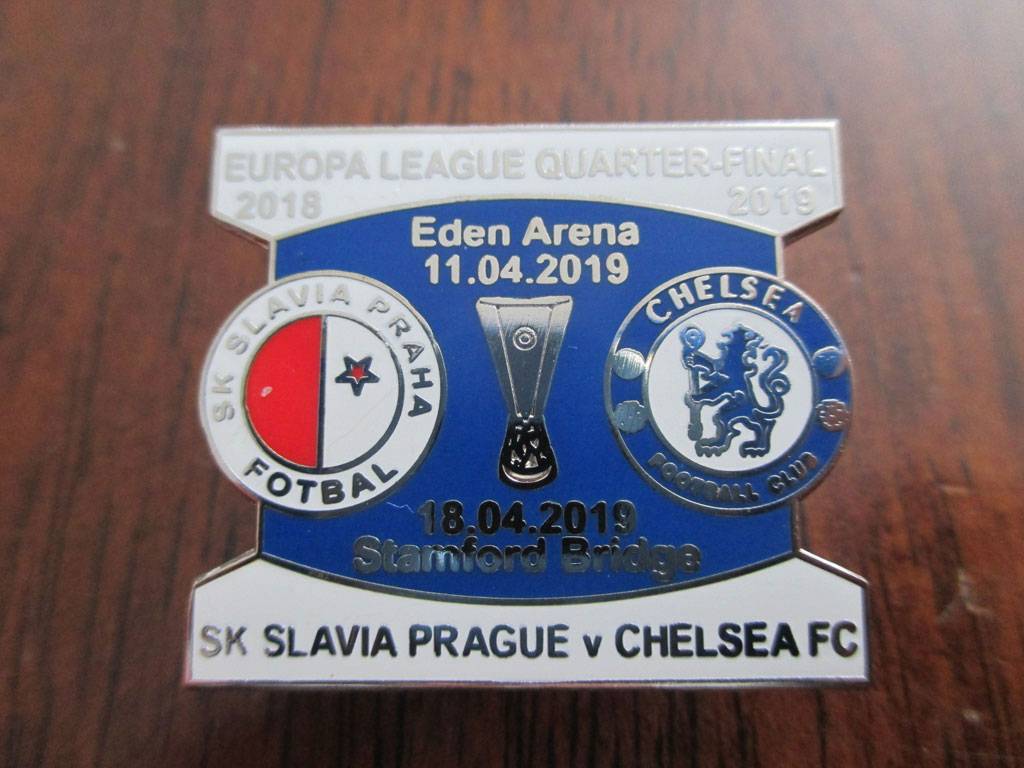 EUROPA LEAGUE QUARTER-FINAL
2018 2019
Eden Arena
11.04.2019
SK SLAVIA PRAHA
FOTBAL
CHELSEA
FOOTBALL CLUB
18.04.2019
Stamford Bridge
SK SLAVIA PRAGUE v CHELSEA FC